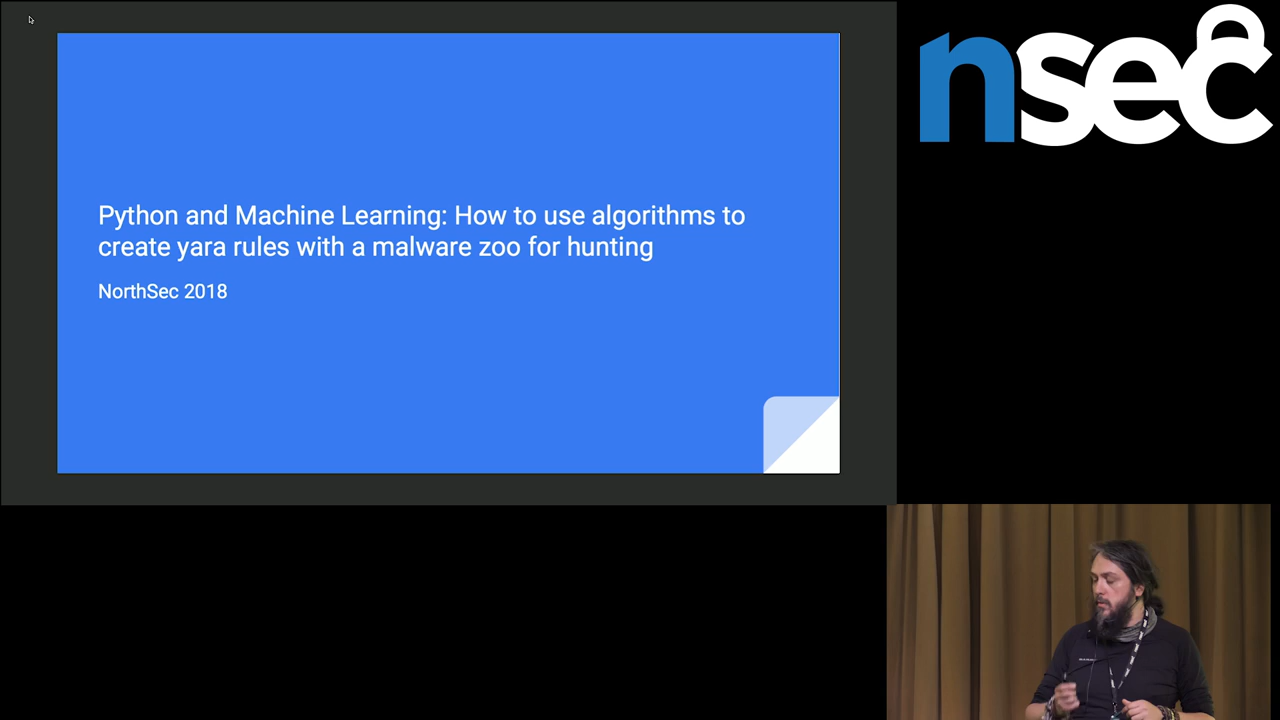 Python and Machine Learning: How to use algorithms to
create yara rules with a malware zoo for hunting
NorthSec 2018
nsec